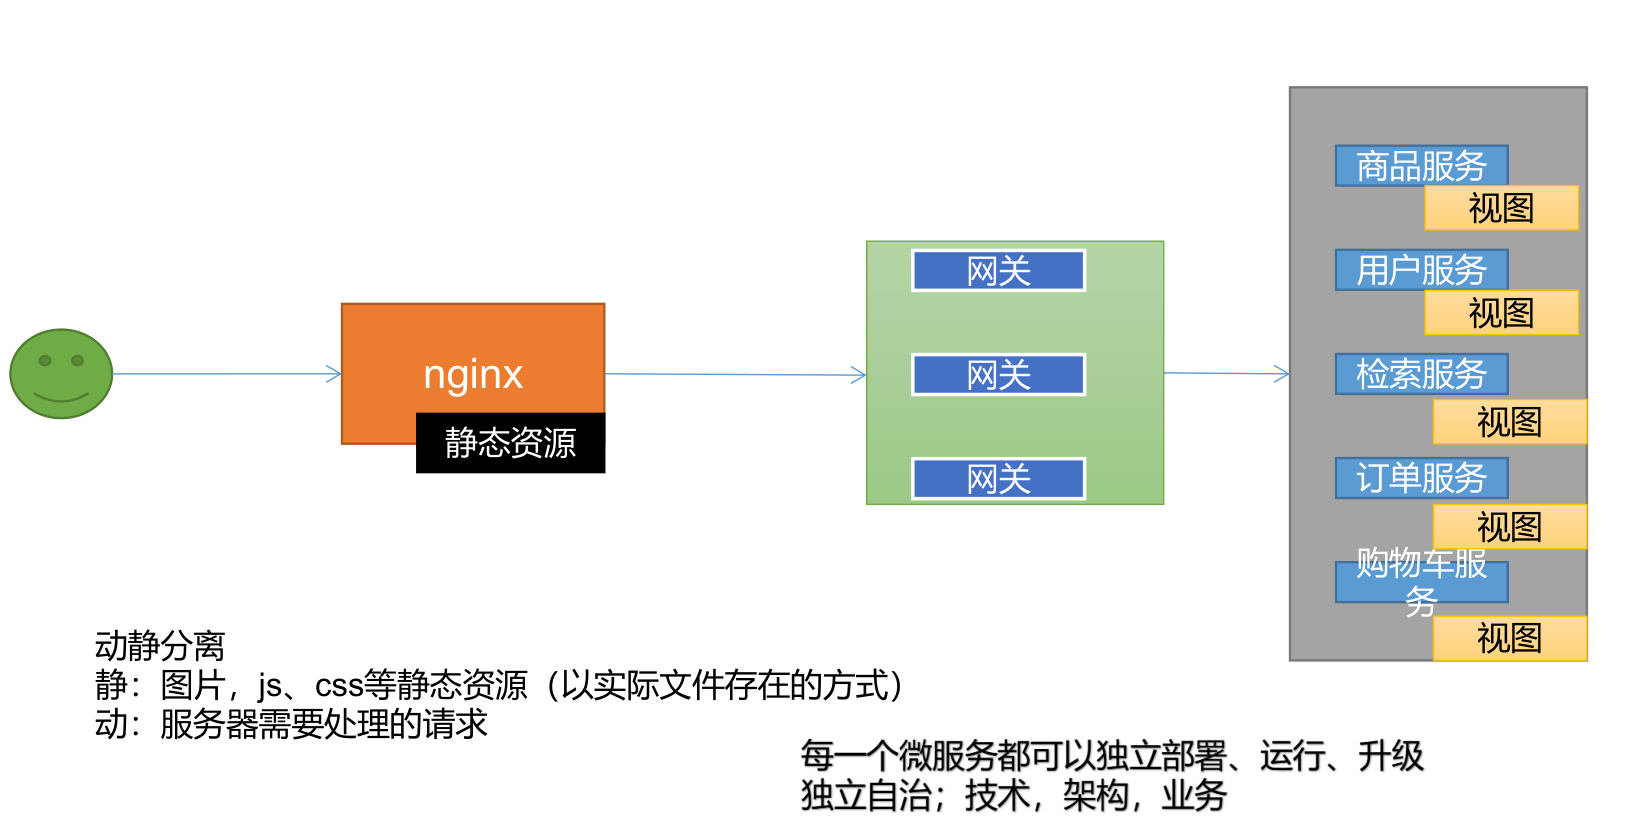 商品服务
视图
网关
用户服务
视图
nginx
网关
检索服务
视图
静态资源
网关
订单服务
视图
购物车服
务
视图
动静分离
静：图片，js、css等静态资源（以实际文件存在的方式）
动：服务器需要处理的请求
每一个微服务都可以独立部署、运行、升级
独立自治；技术，架构，业务